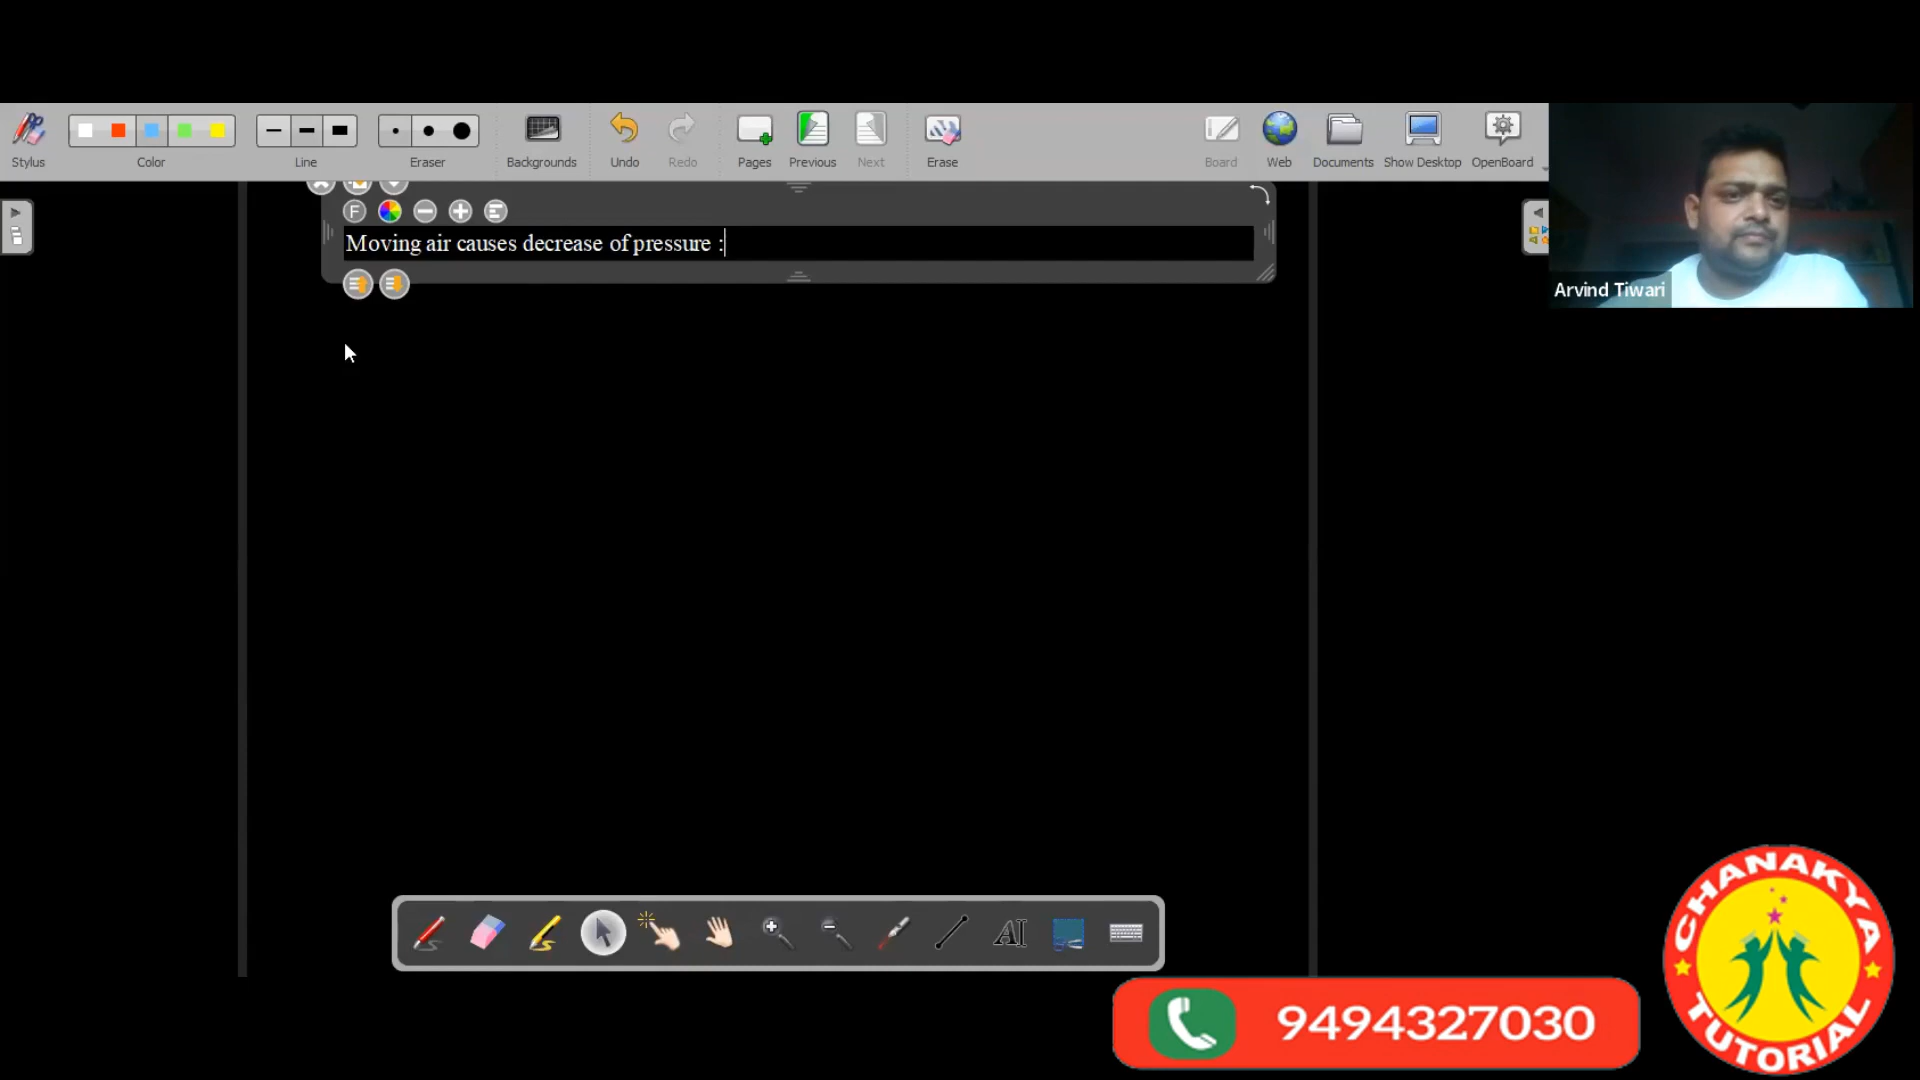 Stylus
Color
Line
Eraser
Backgrounds
Undo
Redo
Pages
Previous
Next
Erase
Board
Web
Documents
Show Desktop
OpenBoard
F
Moving air causes decrease of pressure :
Arvind Tiwari
AI
9494327030
CHANAKYA
TUTORIAL